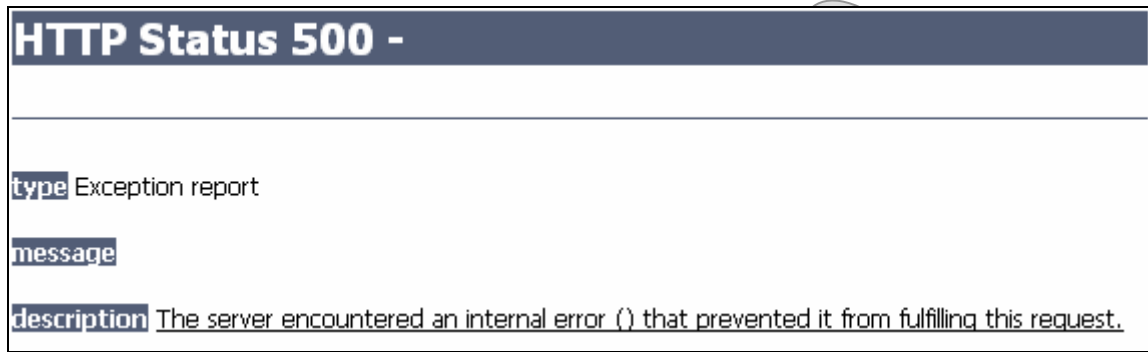 HTTP Status 500 -
type Exception report
message
description The server encountered an internal error () that prevented it from fulfilling this request.